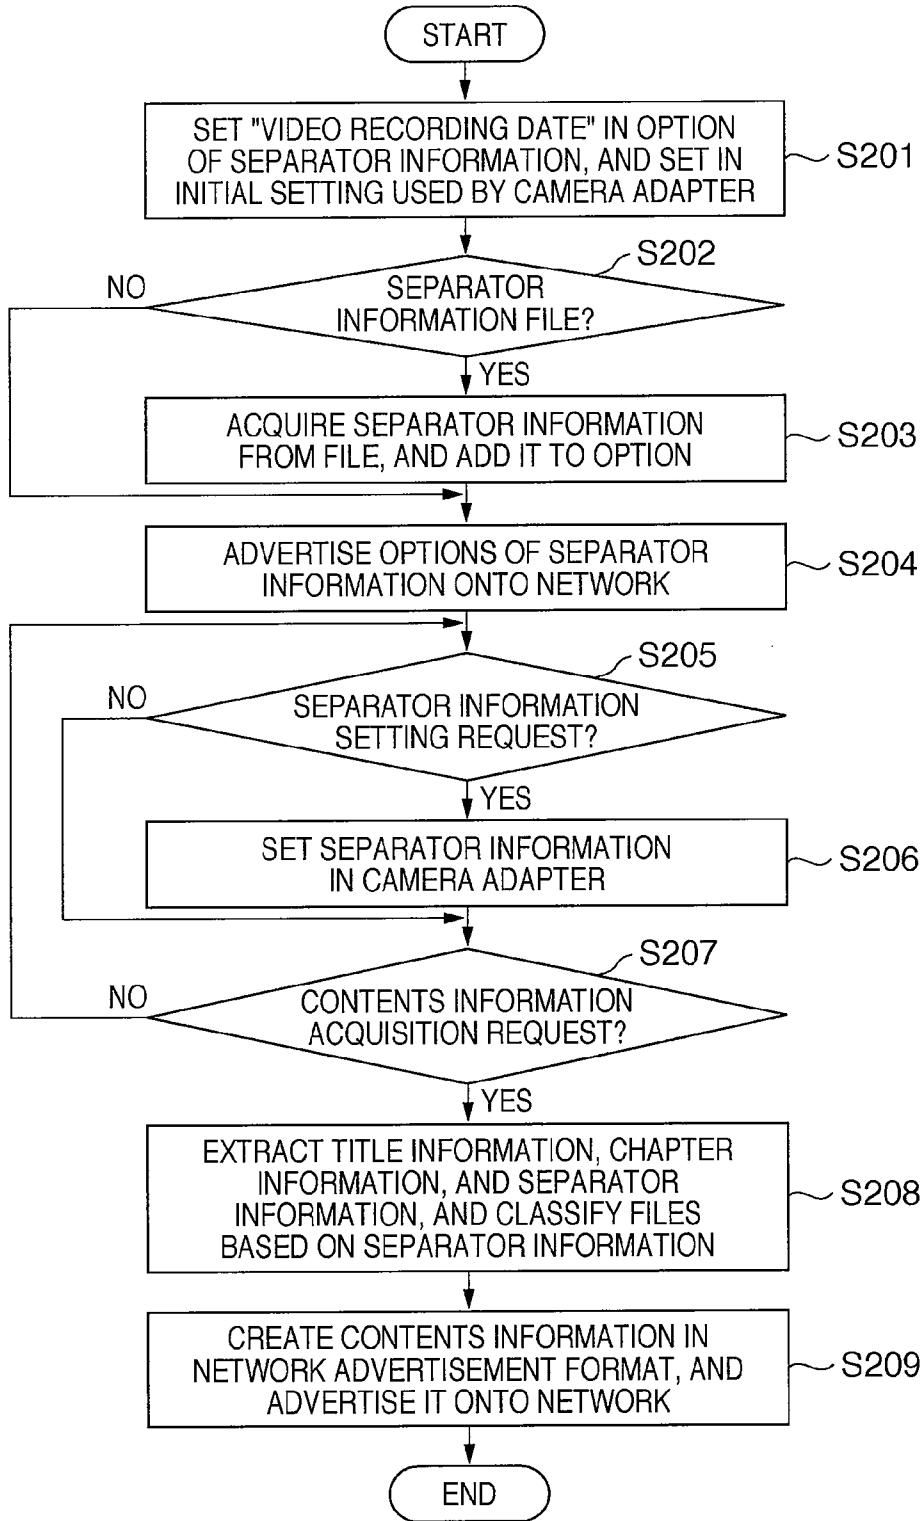 START
SET "VIDEO RECORDING DATE" IN OPTION
OF SEPARATOR INFORMATION, AND SET IN
INITIAL SETTING USED BY CAMERA ADAPTER
S201
S202
NO
SEPARATOR
INFORMATION FILE?
YES
ACQUIRE SEPARATOR INFORMATION
FROM FILE, AND ADD IT TO OPTION
S203
ADVERTISE OPTIONS OF SEPARATOR
INFORMATION ONTO NETWORK
S204
S205
NO
SEPARATOR INFORMATION
SETTING REQUEST?
YES
SET SEPARATOR INFORMATION
IN CAMERA ADAPTER
S206
S207
NO
CONTENTS INFORMATION
ACQUISITION REQUEST?
YES
EXTRACT TITLE INFORMATION, CHAPTER
INFORMATION, AND SEPARATOR
INFORMATION, AND CLASSIFY FILES
BASED ON SEPARATOR INFORMATION
S208
CREATE CONTENTS INFORMATION IN
NETWORK ADVERTISEMENT FORMAT, AND
ADVERTISE IT ONTO NETWORK
S209
END